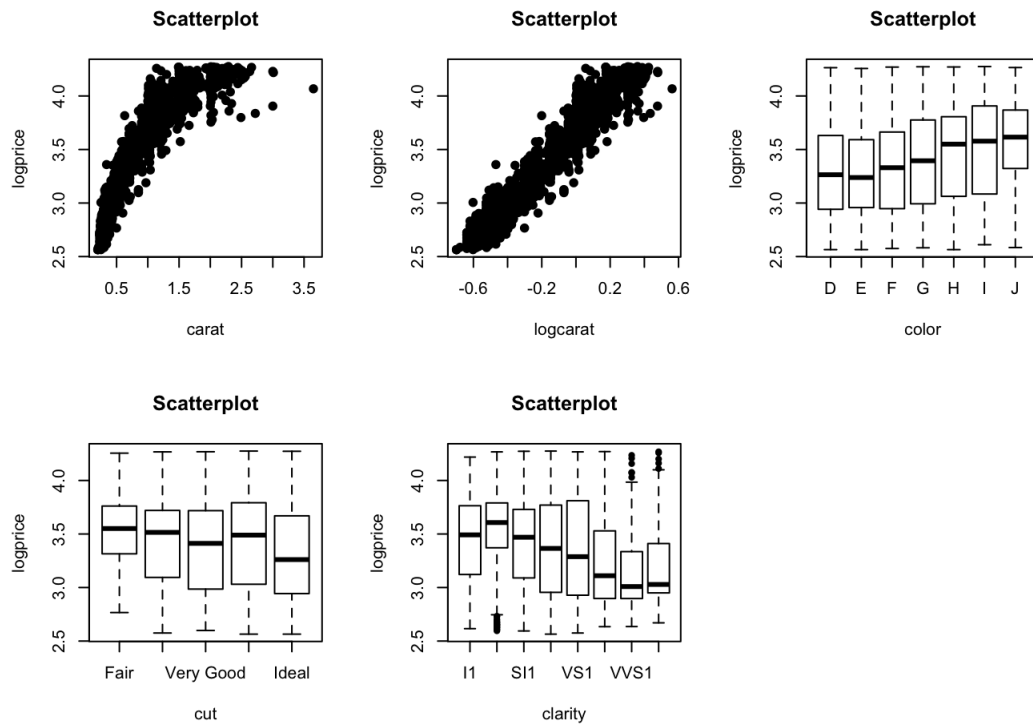 Scatterplot
logprice
4.0
3.5
3.0
2.5
0.5 1.5 2.5 3.5
carat
Scatterplot
logprice
4.0
3.5
3.0
2.5
-0.6 -0.2 0.2 0.6
logcarat
Scatterplot
logprice
4.0
3.5
3.0
2.5
D E F G H I J
color
Scatterplot
logprice
4.0
3.5
3.0
2.5
Fair Very Good Ideal
cut
Scatterplot
logprice
4.0
3.5
3.0
2.5
I1 SI1 VS1 VVS1
clarity